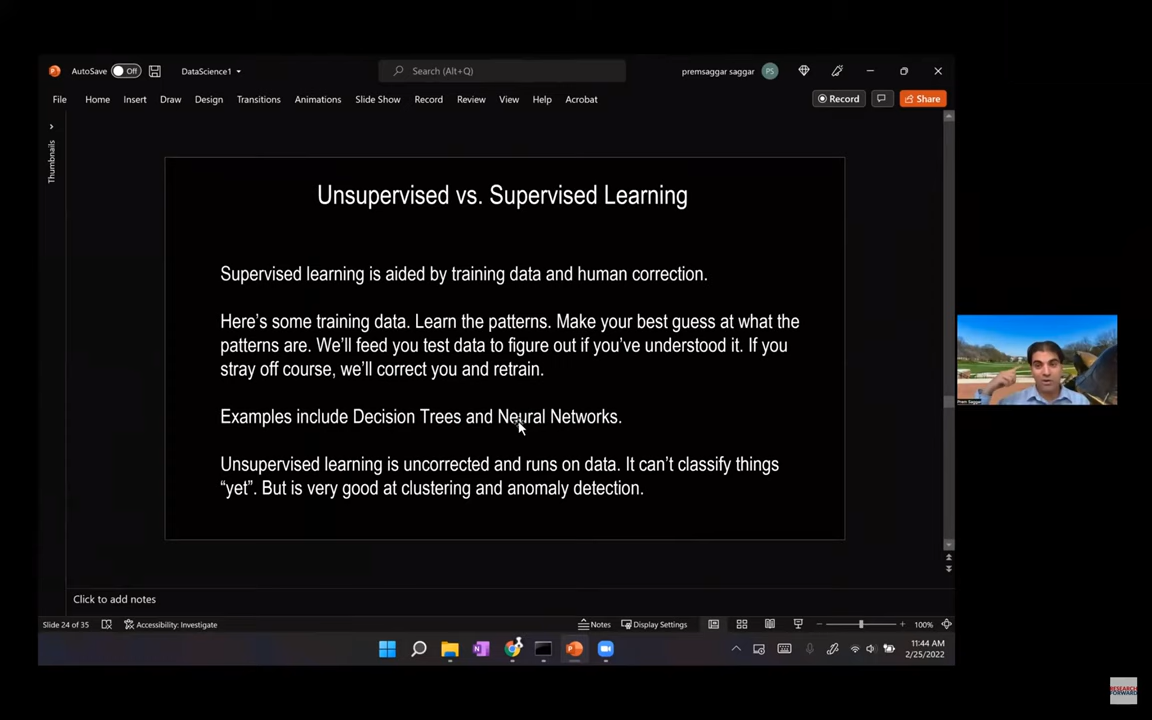 AutoSave Off DataScience1 Search (Alt+Q) premsaggar saggar PS
File Home Insert Draw Design Transitions Animations Slide Show Record Review View Help Acrobat Record Share
Thumbnails
Unsupervised vs. Supervised Learning
Supervised learning is aided by training data and human correction.
Here's some training data. Learn the patterns. Make your best guess at what the
patterns are. We'll feed you test data to figure out if you've understood it. If you
stray off course, we'll correct you and retrain.
Examples include Decision Trees and Neural Networks.
Unsupervised learning is uncorrected and runs on data. It can't classify things
"yet". But is very good at clustering and anomaly detection.
Prem Saggar
Click to add notes
Slide 24 of 35 Accessibility: Investigate Notes Display Settings 100%
11:44 AM
2/25/2022
RESEARCH
FORWARD